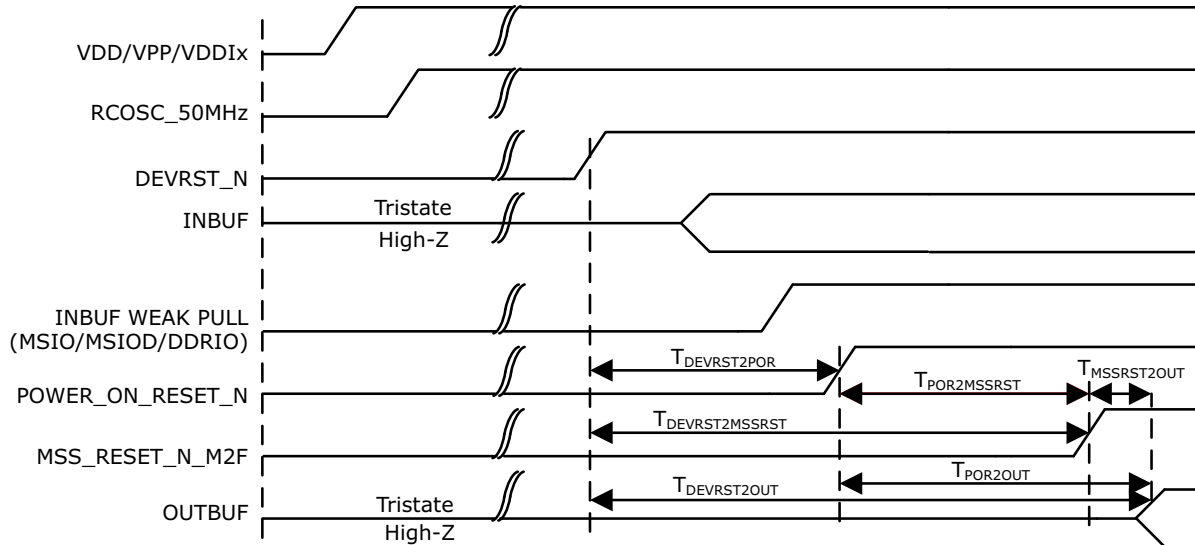 VDD/VPP/VDDIx
RCOSC_50MHz
DEVRST_N
INBUF
Tristate
High-Z
INBUF WEAK PULL
(MSIO/MSIOD/DDRIO)
TDEVRST2POR
TMSSRST2OUT
POWER_ON_RESET_N
TPOR2MSSRST
TDEVRST2MSSRST
MSS_RESET_N_M2F
TPOR2OUT
TDEVRST2OUT
OUTBUF
Tristate
High-Z